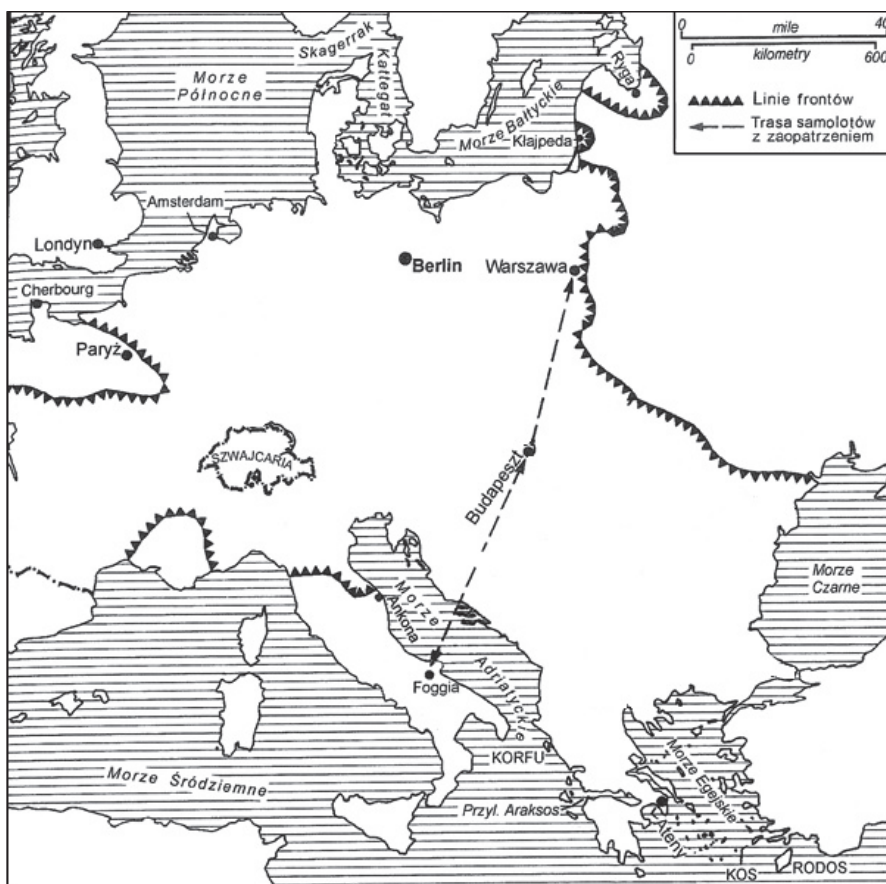 0
mile
40
kilometry
0
600
Linie frontów
Trasa samolotów
z zaopatrzeniem
Skagerrak
Kattegat
Morze
Północne
Ryga
Morze Bałtyckie
Kłajpeda
Amsterdam
Londyn
Berlin
Warszawa
Cherbourg
Paryż
SZWAJCARIA
Budapeszt
Morze
Czarne
Morze
Adriatyckie
Ankona
Foggia
KORFU
Morze Egejskie
Morze Śródziemne
Przyl. Araksos
Ateny
KOS
RODOS